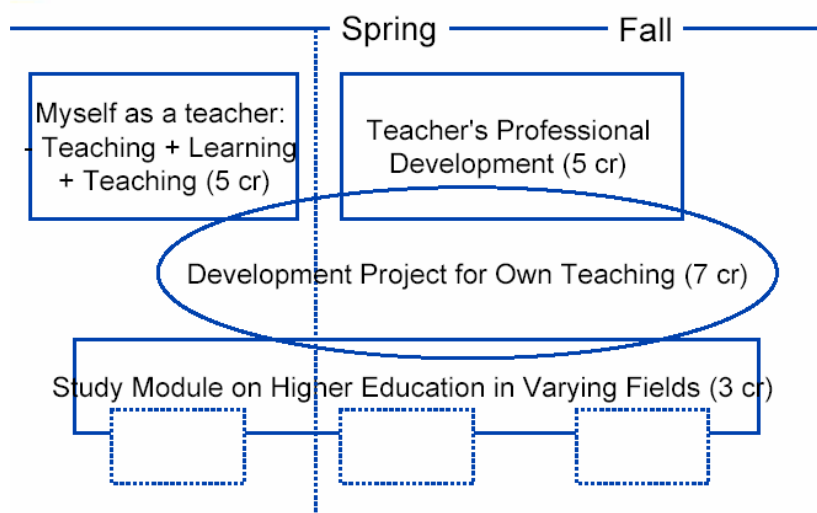 Spring
Fall
Myself as a teacher:
- Teaching + Learning
+ Teaching (5 cr)
Teacher's Professional
Development (5 cr)
Development Project for Own Teaching (7 cr)
Study Module on Higher Education in Varying Fields (3 cr)